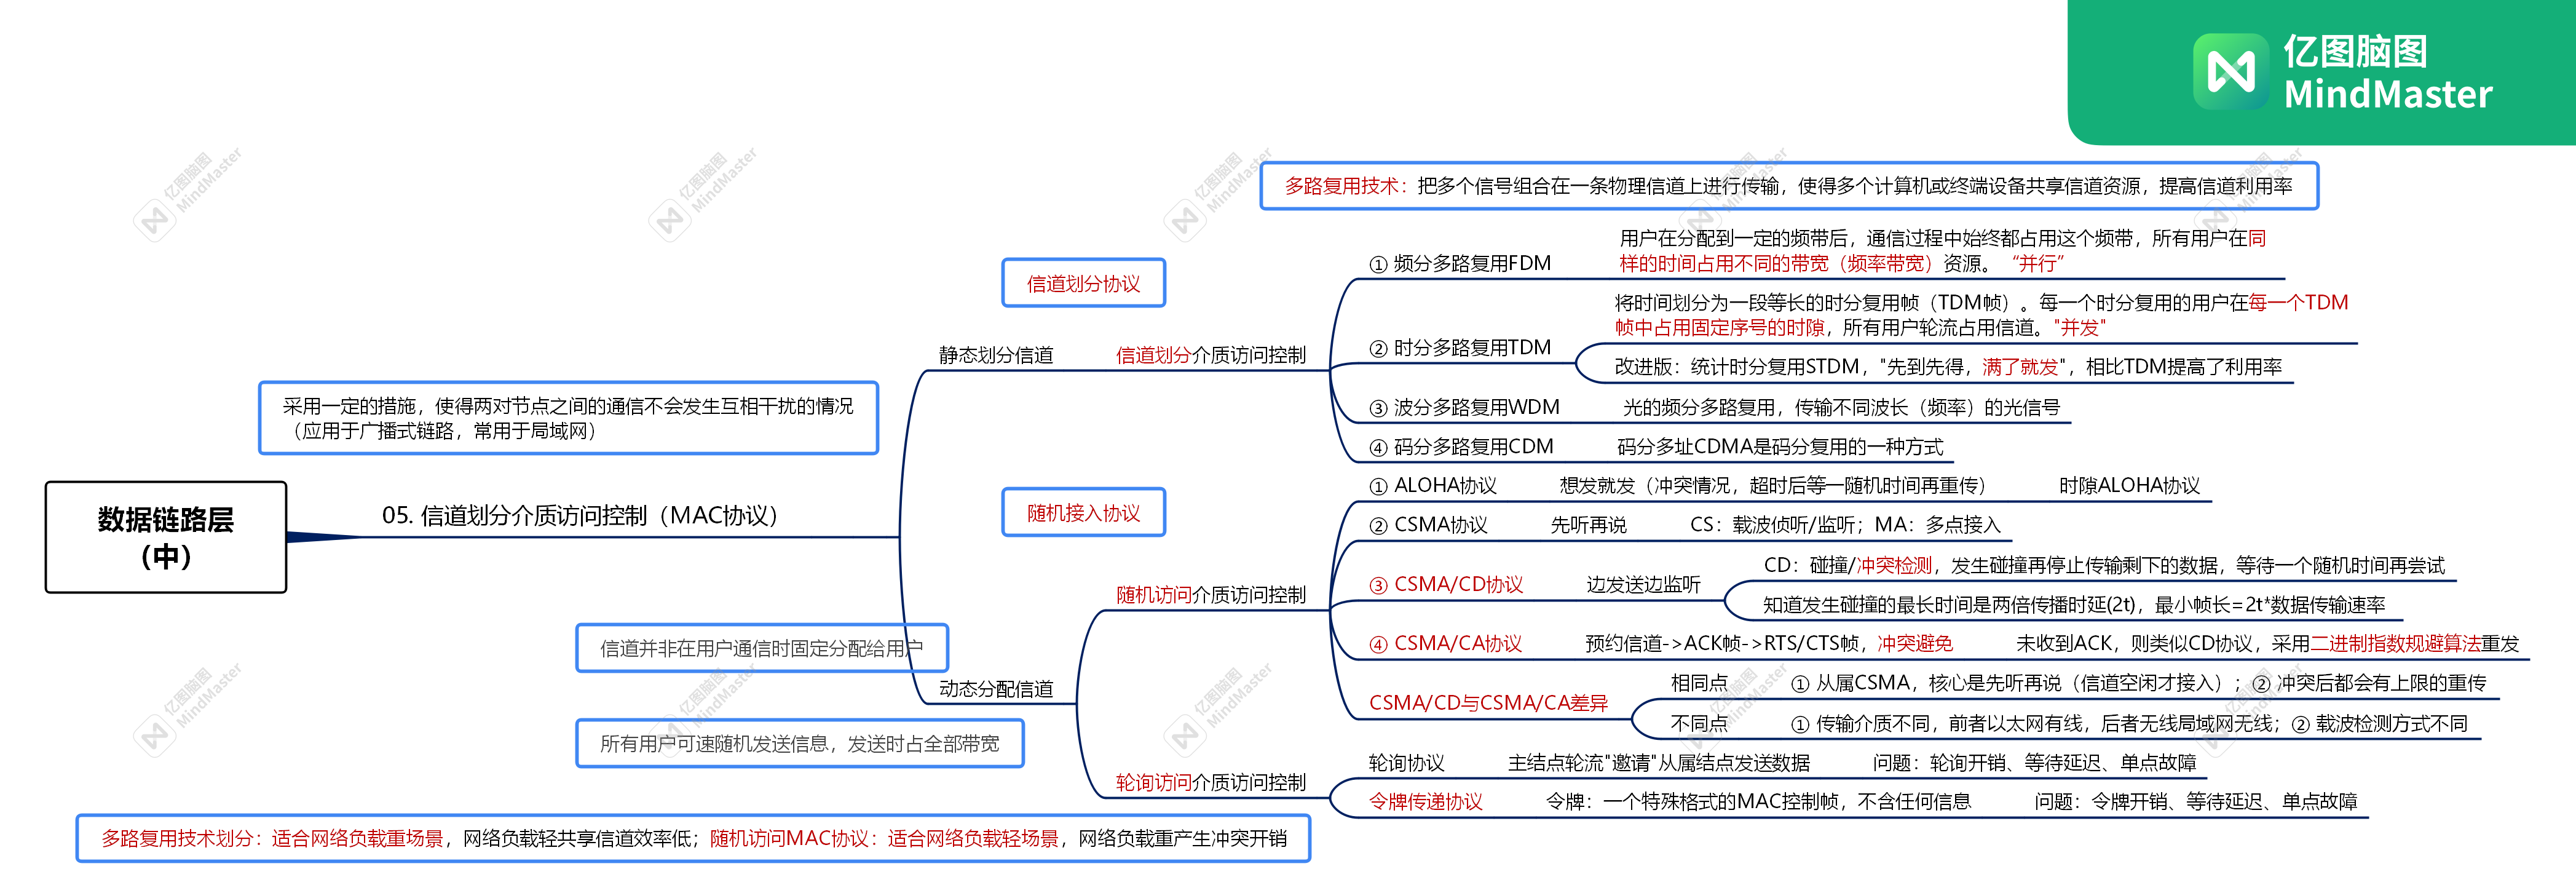 亿图脑图
MindMaster
多路复用技术：把多个信号组合在一条物理信道上进行传输，使得多个计算机或终端设备共享信道资源，提高信道利用率
数据链路层
（中）
05. 信道划分介质访问控制（MAC协议）
采用一定的措施，使得两对节点之间的通信不会发生互相干扰的情况
（应用于广播式链路，常用于局域网）
静态划分信道
信道划分协议
信道划分介质访问控制
① 频分多路复用FDM
用户在分配到一定的频带后，通信过程中始终都占用这个频带，所有用户在同
样的时间占用不同的带宽（频率带宽）资源。“并行”
② 时分多路复用TDM
将时间划分为一段等长的时分复用帧（TDM帧）。每一个时分复用的用户在每一个TDM
帧中占用固定序号的时隙，所有用户轮流占用信道。"并发"
改进版：统计时分复用STDM，"先到先得，满了就发"，相比TDM提高了利用率
③ 波分多路复用WDM
光的频分多路复用，传输不同波长（频率）的光信号
④ 码分多路复用CDM
码分多址CDMA是码分复用的一种方式
动态分配信道
信道并非在用户通信时固定分配给用户
所有用户可速随机发送信息，发送时占全部带宽
随机接入协议
随机访问介质访问控制
① ALOHA协议
想发就发（冲突情况，超时后等一随机时间再重传）
时隙ALOHA协议
② CSMA协议
先听再说
CS：载波侦听/监听；MA：多点接入
③ CSMA/CD协议
边发送边监听
CD：碰撞/冲突检测，发生碰撞再停止传输剩下的数据，等待一个随机时间再尝试
知道发生碰撞的最长时间是两倍传播时延(2t)，最小帧长=2t*数据传输速率
④ CSMA/CA协议
预约信道->ACK帧->RTS/CTS帧，冲突避免
未收到ACK，则类似CD协议，采用二进制指数规避算法重发
CSMA/CD与CSMA/CA差异
相同点
① 从属CSMA，核心是先听再说（信道空闲才接入）；② 冲突后都会有上限的重传
不同点
① 传输介质不同，前者以太网有线，后者无线局域网无线；② 载波检测方式不同
轮询访问介质访问控制
轮询协议
主结点轮流"邀请"从属结点发送数据
问题：轮询开销、等待延迟、单点故障
令牌传递协议
令牌：一个特殊格式的MAC控制帧，不含任何信息
问题：令牌开销、等待延迟、单点故障
多路复用技术划分：适合网络负载重场景，网络负载轻共享信道效率低；随机访问MAC协议：适合网络负载轻场景，网络负载重产生冲突开销